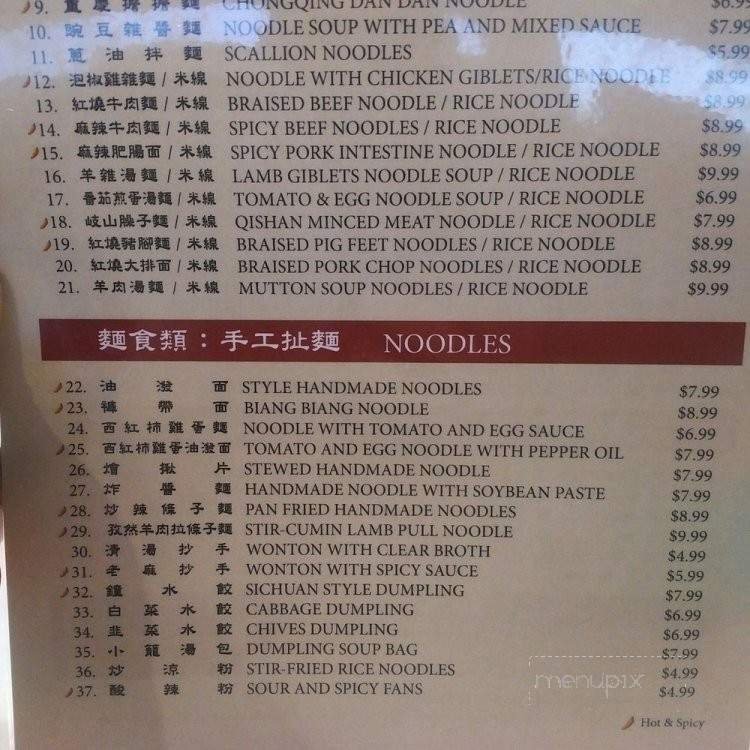 9. 重慶擔擔麵 CHONGQING DAN DAN NOODLE $6.99
10. 豌豆雜醬麵 NOODLE SOUP WITH PEA AND MIXED SAUCE $7.99
11. 蔥油拌麵 SCALLION NOODLES $5.99
12. 泡椒雞雜麵 / 米線 NOODLE WITH CHICKEN GIBLETS/RICE NOODLE $8.99
13. 紅燒牛肉麵 / 米線 BRAISED BEEF NOODLE / RICE NOODLE $8.99
14. 麻辣牛肉麵 / 米線 SPICY BEEF NOODLES / RICE NOODLE $8.99
15. 麻辣肥腸面 / 米線 SPICY PORK INTESTINE NOODLE / RICE NOODLE $8.99
16. 羊雜湯麵 / 米線 LAMB GIBLETS NOODLE SOUP / RICE NOODLE $9.99
17. 番茄煎蛋湯麵 / 米線 TOMATO & EGG NOODLE SOUP / RICE NOODLE $6.99
18. 岐山臊子麵 / 米線 QISHAN MINCED MEAT NOODLE / RICE NOODLE $7.99
19. 紅燒豬腳麵 / 米線 BRAISED PIG FEET NOODLES / RICE NOODLE $8.99
20. 紅燒大排面 / 米線 BRAISED PORK CHOP NOODLES / RICE NOODLE $8.99
21. 羊肉湯麵 / 米線 MUTTON SOUP NOODLES / RICE NOODLE $9.99
麵食類：手工扯麵 NOODLES
22. 油潑面 STYLE HANDMADE NOODLES $7.99
23. 褲帶面 BIANG BIANG NOODLE $8.99
24. 西紅柿雞蛋麵 NOODLE WITH TOMATO AND EGG SAUCE $6.99
25. 西紅柿雞蛋油潑面 TOMATO AND EGG NOODLE WITH PEPPER OIL $7.99
26. 燴揪片 STEWED HANDMADE NOODLE $7.99
27. 炸醬麵 HANDMADE NOODLE WITH SOYBEAN PASTE $7.99
28. 炒辣條子麵 PAN FRIED HANDMADE NOODLES $8.99
29. 孜然羊肉拉條子麵 STIR-CUMIN LAMB PULL NOODLE $9.99
30. 清湯抄手 WONTON WITH CLEAR BROTH $4.99
31. 老麻抄手 WONTON WITH SPICY SAUCE $5.99
32. 鐘水餃 SICHUAN STYLE DUMPLING $7.99
33. 白菜水餃 CABBAGE DUMPLING $6.99
34. 韭菜水餃 CHIVES DUMPLING $6.99
35. 小籠湯包 DUMPLING SOUP BAG $7.99
36. 炒涼粉 STIR-FRIED RICE NOODLES $4.99
37. 酸辣粉 SOUR AND SPICY FANS $4.99
menupix
Hot & Spicy